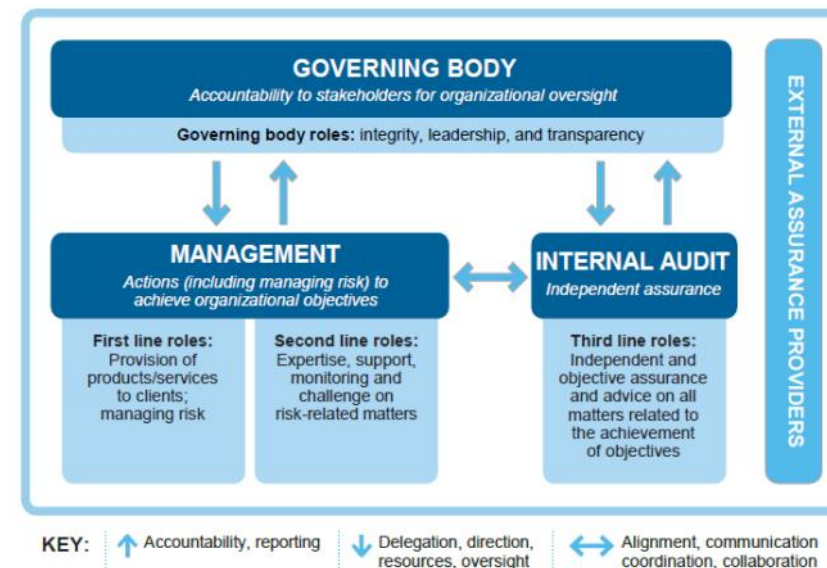 GOVERNING BODY
Accountability to stakeholders for organizational oversight
Governing body roles: integrity, leadership, and transparency
MANAGEMENT
Actions (including managing risk) to
achieve organizational objectives
First line roles:
Provision of
products/services
to clients;
managing risk
Second line roles:
Expertise, support,
monitoring and
challenge on
risk-related matters
INTERNAL AUDIT
Independent assurance
Third line roles:
Independent and
objective assurance
and advice on all
matters related to
the achievement
of objectives
EXTERNAL ASSURANCE PROVIDERS
KEY:
Accountability, reporting
Delegation, direction,
resources, oversight
Alignment, communication
coordination, collaboration